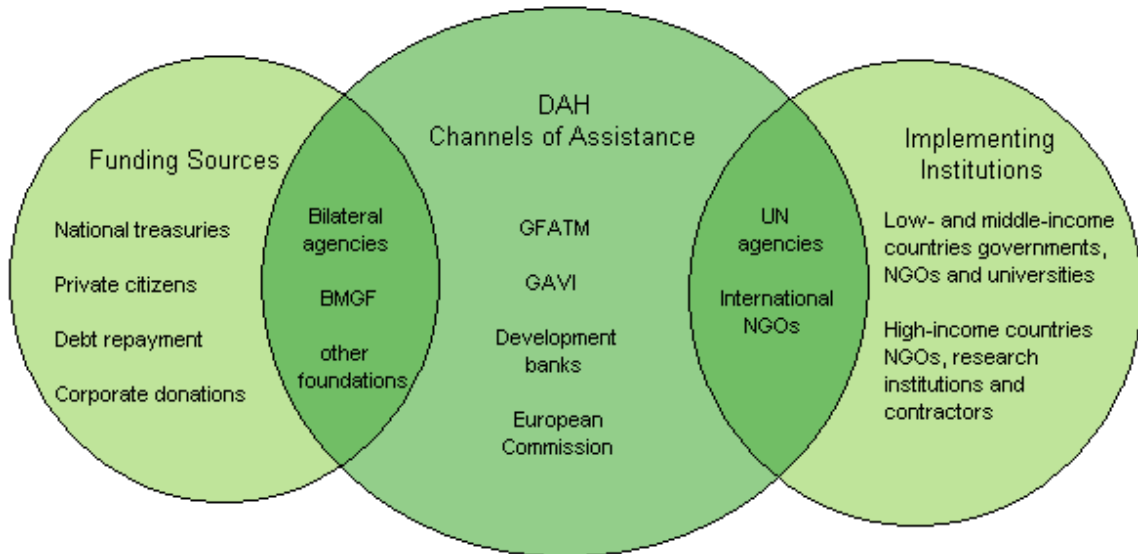 Funding Sources
National treasuries
Private citizens
Debt repayment
Corporate donations
Bilateral
agencies
BMGF
other
foundations
DAH
Channels of Assistance
GFATM
GAVI
Development
banks
European
Commission
UN
agencies
International
NGOs
Implementing
Institutions
Low- and middle-income
countries governments,
NGOs and universities
High-income countries
NGOs, research
institutions and
contractors